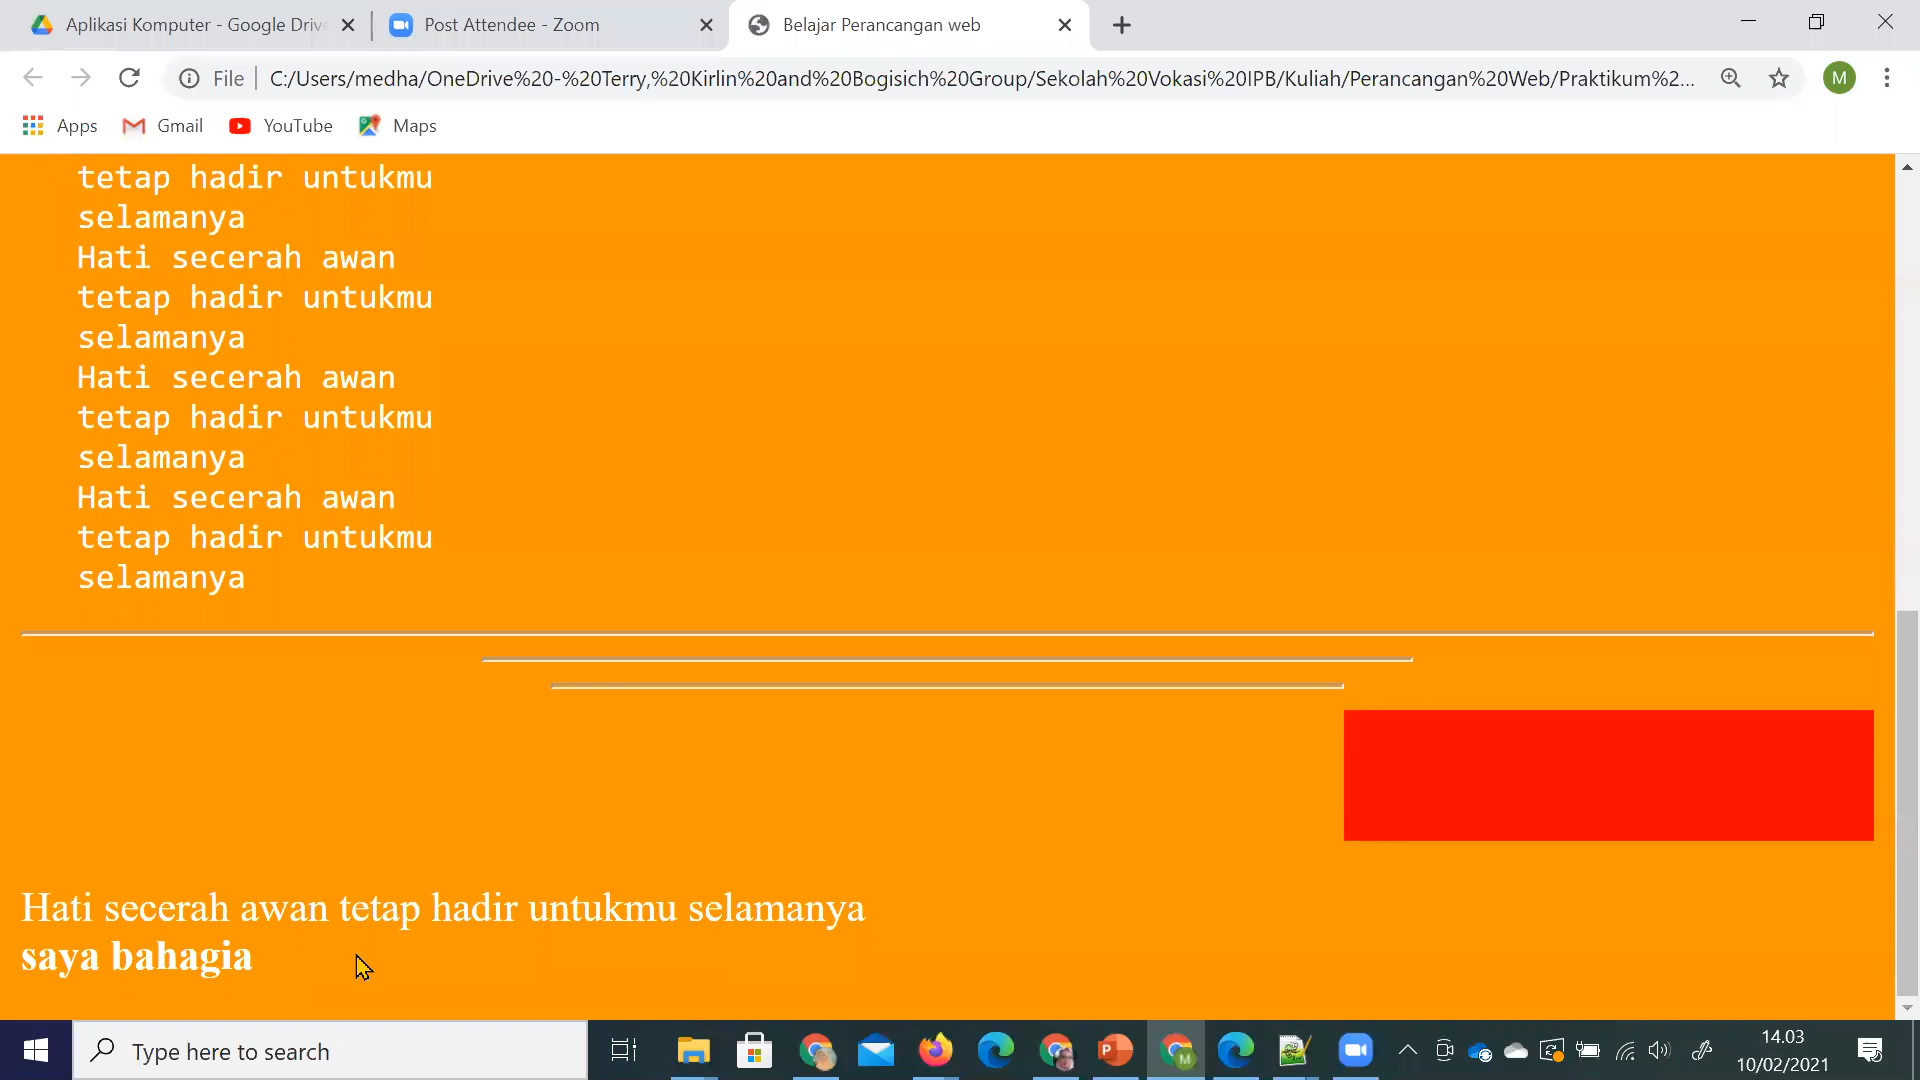 Aplikasi Komputer - Google Drive
Post Attendee - Zoom
Belajar Perancangan web
File
C:/Users/medha/OneDrive%20-%20Terry,%20Kirlin%20and%20Bogisich%20Group/Sekolah%20Vokasi%20IPB/Kuliah/Perancangan%20Web/Praktikum%2...
M
Apps
Gmail
YouTube
Maps
tetap hadir untukmu
selamanya
Hati secerah awan
tetap hadir untukmu
selamanya
Hati secerah awan
tetap hadir untukmu
selamanya
Hati secerah awan
tetap hadir untukmu
selamanya
Hati secerah awan tetap hadir untukmu selamanya
saya bahagia
Type here to search
14.03
10/02/2021